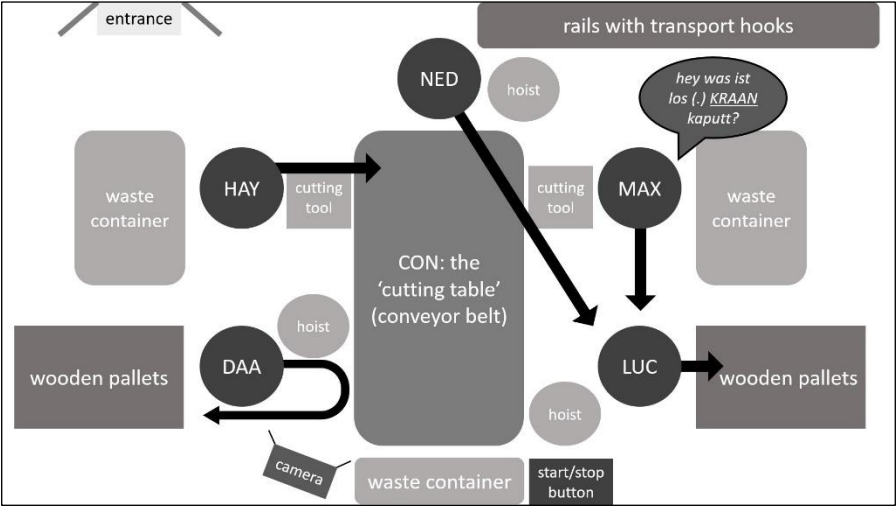 entrance
rails with transport hooks
NED
hoist
hey was ist
los (.) KRAAN
kaputt?
waste
container
HAY
cutting
tool
cutting
tool
MAX
waste
container
CON: the
‘cutting table’
(conveyor belt)
wooden pallets
DAA
hoist
LUC
wooden pallets
hoist
camera
waste container
start/stop
button